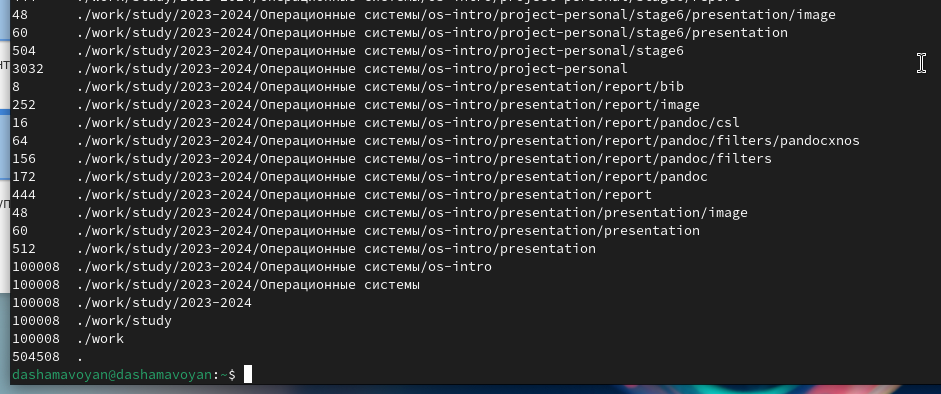 48 ./work/study/2023-2024/Операционные системы/os-intro/project-personal/stage6/presentation/image
60 ./work/study/2023-2024/Операционные системы/os-intro/project-personal/stage6/presentation
504 ./work/study/2023-2024/Операционные системы/os-intro/project-personal/stage6
3032 ./work/study/2023-2024/Операционные системы/os-intro/project-personal
8 ./work/study/2023-2024/Операционные системы/os-intro/presentation/report/bib
252 ./work/study/2023-2024/Операционные системы/os-intro/presentation/report/image
16 ./work/study/2023-2024/Операционные системы/os-intro/presentation/report/pandoc/csl
64 ./work/study/2023-2024/Операционные системы/os-intro/presentation/report/pandoc/filters/pandocxnos
156 ./work/study/2023-2024/Операционные системы/os-intro/presentation/report/pandoc/filters
172 ./work/study/2023-2024/Операционные системы/os-intro/presentation/report/pandoc
444 ./work/study/2023-2024/Операционные системы/os-intro/presentation/report
48 ./work/study/2023-2024/Операционные системы/os-intro/presentation/presentation/image
60 ./work/study/2023-2024/Операционные системы/os-intro/presentation/presentation
512 ./work/study/2023-2024/Операционные системы/os-intro/presentation
100008 ./work/study/2023-2024/Операционные системы/os-intro
100008 ./work/study/2023-2024/Операционные системы
100008 ./work/study/2023-2024
100008 ./work/study
100008 ./work
504508 .
dashamavoyan@dashamavoyan:~$